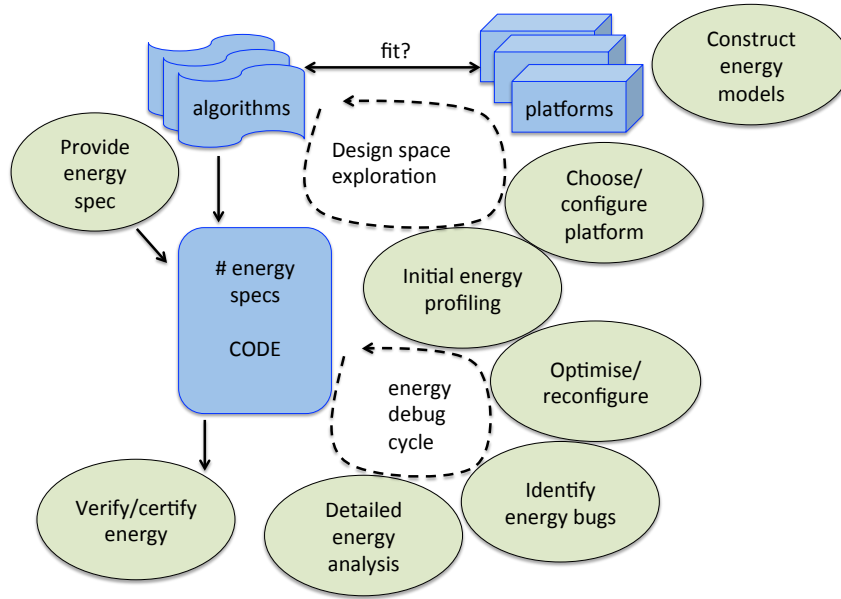 fit?
algorithms
platforms
Construct
energy
models
Provide
energy
spec
Design space
exploration
Choose/
configure
platform
# energy
specs
CODE
Initial energy
profiling
energy
debug
cycle
Optimise/
reconfigure
Verify/certify
energy
Detailed
energy
analysis
Identify
energy bugs